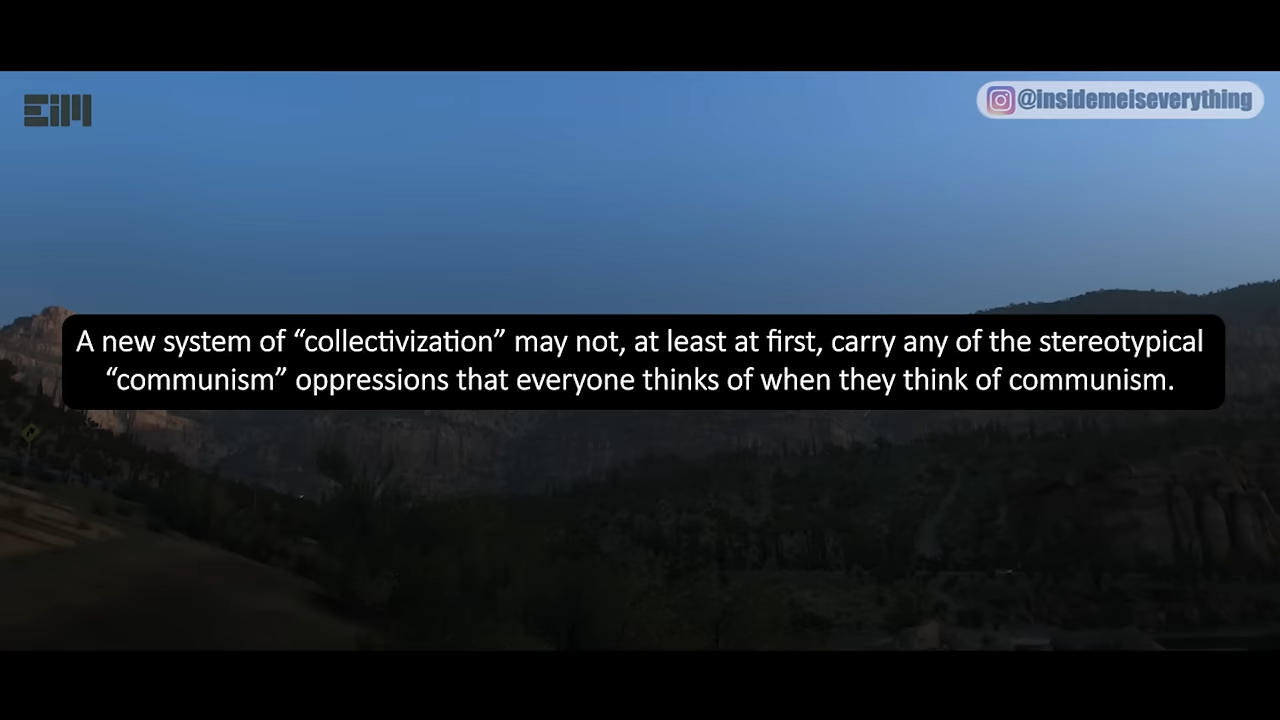 EiM
@insidemeiseverything
A new system of “collectivization” may not, at least at first, carry any of the stereotypical
“communism” oppressions that everyone thinks of when they think of communism.